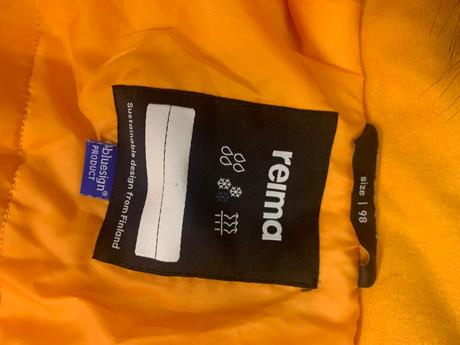 size | 98
reima
Sustainable design from Finland
bluesign®
PRODUCT